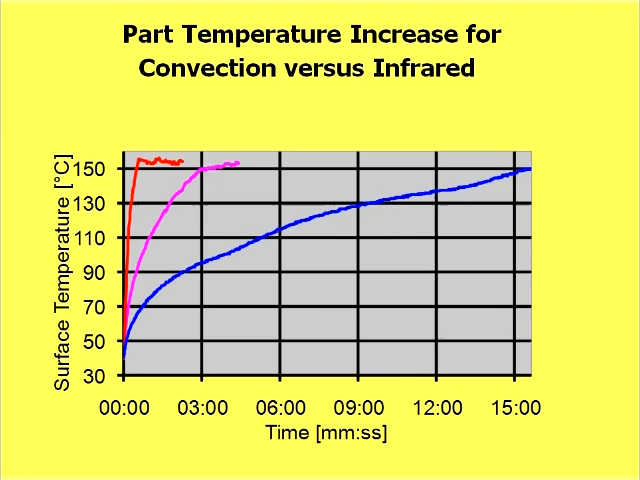 Part Temperature Increase for
Convection versus Infrared
Surface Temperature [°C]
150
130
110
90
70
50
30
00:00 03:00 06:00 09:00 12:00 15:00
Time [mm:ss]